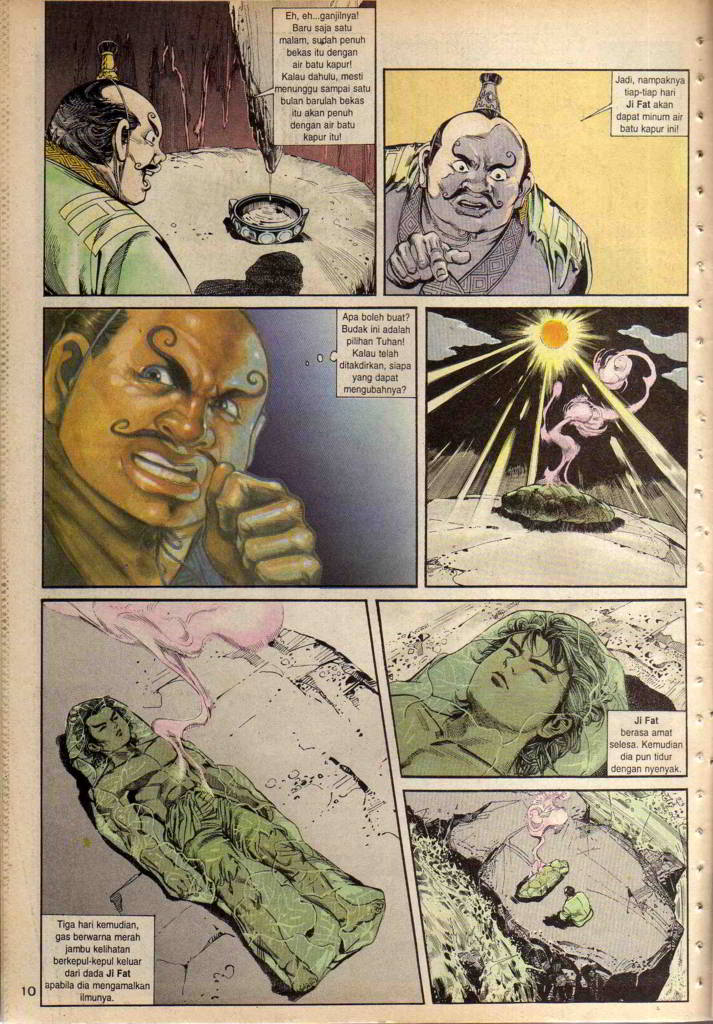 Eh, eh...ganjilnya!
Baru saja satu
malam, sudah penuh
bekas itu dengan
air batu kapur!
Kalau dahulu, mesti
menunggu sampai satu
bulan barulah bekas
itu akan penuh
dengan air batu
kapur itu!
Jadi, nampaknya
tiap-tiap hari
Ji Fat akan
dapat minum air
batu kapur ini!
Apa boleh buat?
Budak ini adalah
pilihan Tuhan!
Kalau telah
ditakdirkan, siapa
yang dapat
mengubahnya?
Ji Fat
berasa amat
selesa. Kemudian
dia pun tidur
dengan nyenyak.
Tiga hari kemudian,
gas berwarna merah
jambu kelihatan
berkepul-kepul keluar
dari dada Ji Fat
apabila dia mengamalkan
ilmunya.
10